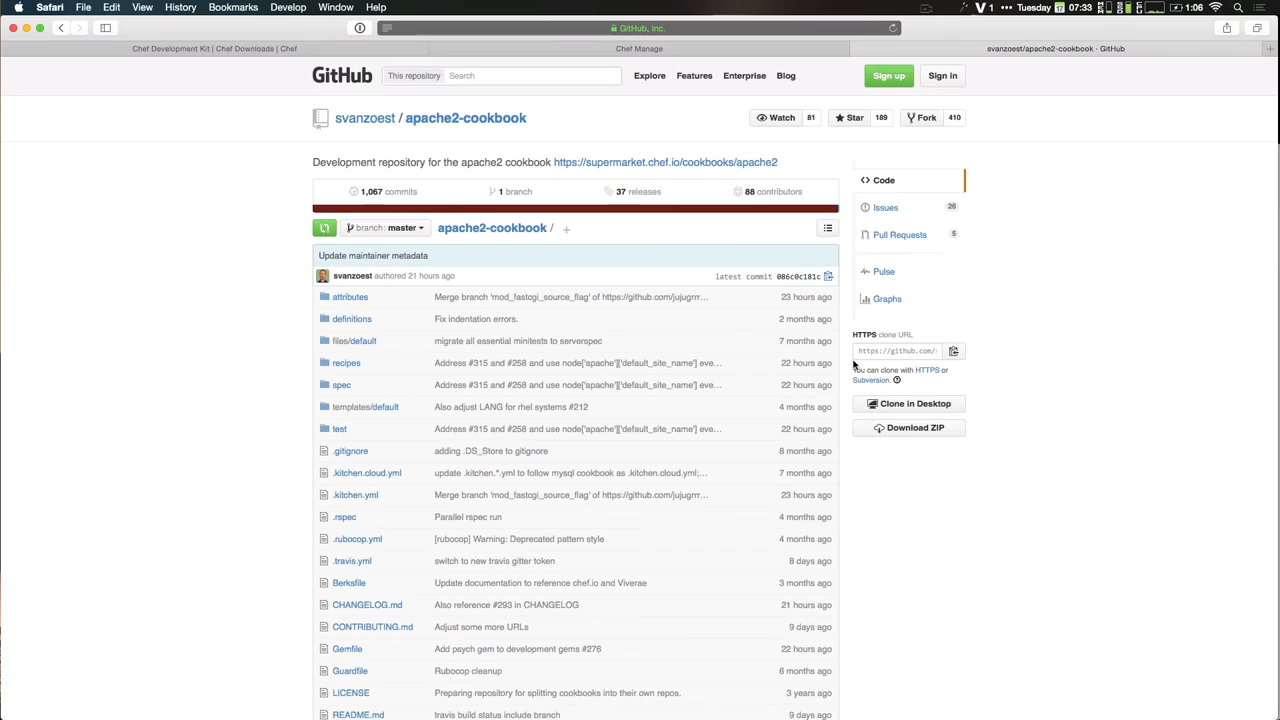 Safari File Edit View History Bookmarks Develop Window Help Tuesday 07:07:33 1:06
GitHub, Inc.
Chef Development Kit | Chef Downloads | Chef
Chef Manage
svanzoest/apache2-cookbook · GitHub
GitHub This repository Search Explore Features Enterprise Blog Sign up Sign in
svanzoest / apache2-cookbook
Watch 81 Star 189 Fork 410
Development repository for the apache2 cookbook https://supermarket.chef.io/cookbooks/apache2
1,067 commits 1 branch 37 releases 88 contributors
branch: master apache2-cookbook / +
Update maintainer metadata
svanzoest authored 21 hours ago latest commit 086c0c181c
attributes Merge branch 'mod_fastcgi_source_flag' of https://github.com/jujugrrr… 23 hours ago
definitions Fix indentation errors. 2 months ago
files/default migrate all essential minitests to serverspec 7 months ago
recipes Address #315 and #258 and use node['apache']['default_site_name'] eve… 22 hours ago
spec Address #315 and #258 and use node['apache']['default_site_name'] eve… 22 hours ago
templates/default Also adjust LANG for rhel systems #212 4 months ago
test Address #315 and #258 and use node['apache']['default_site_name'] eve… 22 hours ago
.gitignore adding .DS_Store to gitignore 8 months ago
.kitchen.cloud.yml update .kitchen.*.yml to follow mysql cookbook as .kitchen.cloud.yml;… 7 months ago
.kitchen.yml Merge branch 'mod_fastcgi_source_flag' of https://github.com/jujugrrr… 23 hours ago
.rspec Parallel rspec run 4 months ago
.rubocop.yml [rubocop] Warning: Deprecated pattern style 4 months ago
.travis.yml switch to new travis gitter token 8 days ago
Berksfile Update documentation to reference chef.io and Viverae 3 months ago
CHANGELOG.md Also reference #293 in CHANGELOG 21 hours ago
CONTRIBUTING.md Adjust some more URLs 9 days ago
Gemfile Add psych gem to development gems #276 22 hours ago
Guardfile Rubocop cleanup 6 months ago
LICENSE Preparing repository for splitting cookbooks into their own repos. 3 years ago
README.md travis build status include branch 9 days ago
Code
Issues 26
Pull Requests 5
Pulse
Graphs
HTTPS clone URL
https://github.com/
You can clone with HTTPS or
Subversion.
Clone in Desktop
Download ZIP